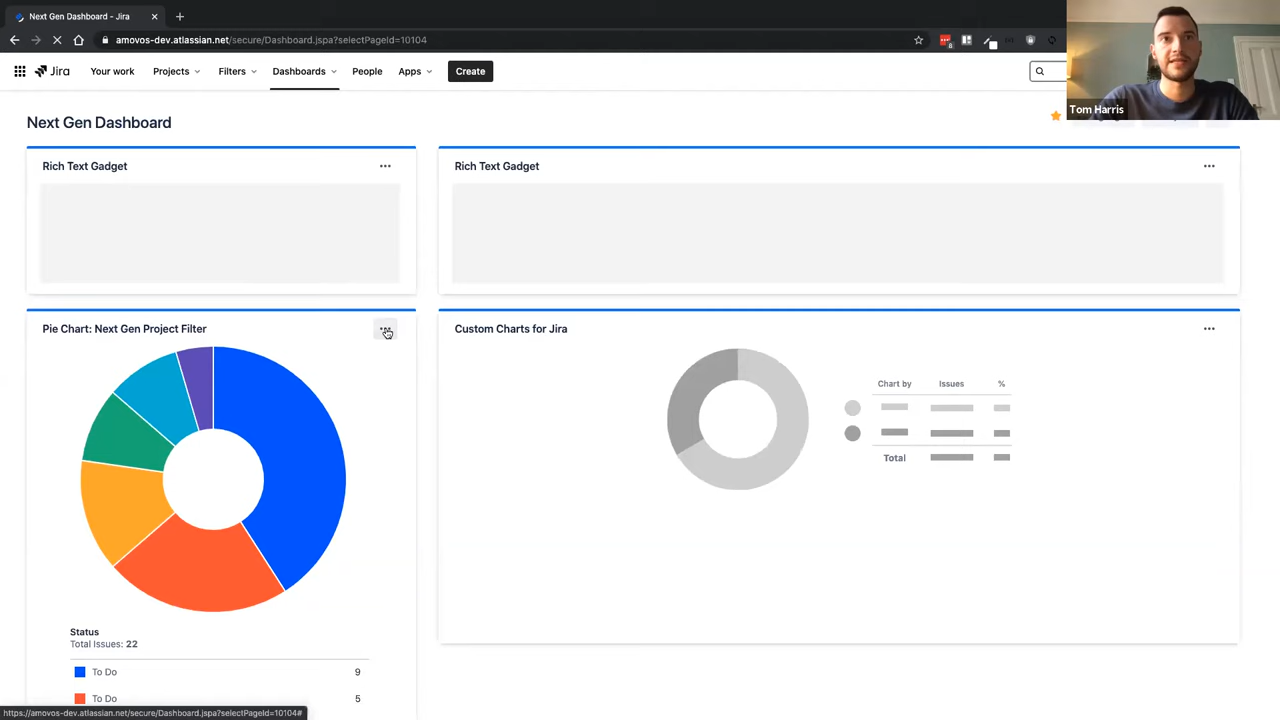 Next Gen Dashboard - Jira
amovos-dev.atlassian.net/secure/Dashboard.jspa?selectPageId=10104
8
Jira
Your work
Projects
Filters
Dashboards
People
Apps
Create
Tom Harris
Next Gen Dashboard
Rich Text Gadget
Rich Text Gadget
Pie Chart: Next Gen Project Filter
Custom Charts for Jira
Chart by Issues %
Total
Status
Total Issues: 22
To Do 9
To Do 5
https://amovos-dev.atlassian.net/secure/Dashboard.jspa?selectPageId=10104#